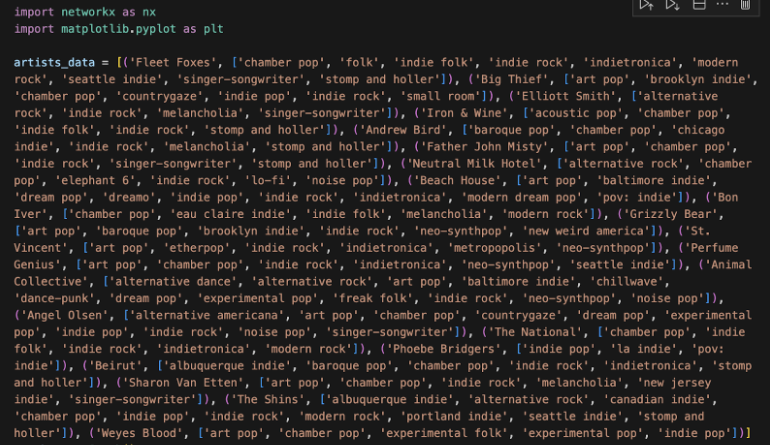 import networkx as nx
import matplotlib.pyplot as plt
artists_data = [('Fleet Foxes', ['chamber pop', 'folk', 'indie folk', 'indie rock', 'indietronica', 'modern
rock', 'seattle indie', 'singer-songwriter', 'stomp and holler']), ('Big Thief', ['art pop', 'brooklyn indie',
'chamber pop', 'countrygaze', 'indie pop', 'indie rock', 'small room']), ('Elliott Smith', ['alternative
rock', 'indie rock', 'melancholia', 'singer-songwriter']), ('Iron & Wine', ['acoustic pop', 'chamber pop',
'indie folk', 'indie rock', 'stomp and holler']), ('Andrew Bird', ['baroque pop', 'chamber pop', 'chicago
indie', 'indie rock', 'melancholia', 'stomp and holler']), ('Father John Misty', ['art pop', 'chamber pop',
'indie rock', 'singer-songwriter', 'stomp and holler']), ('Neutral Milk Hotel', ['alternative rock', 'chamber
pop', 'elephant 6', 'indie rock', 'lo-fi', 'noise pop']), ('Beach House', ['art pop', 'baltimore indie',
'dream pop', 'dreamo', 'indie pop', 'indie rock', 'indietronica', 'modern dream pop', 'pov: indie']), ('Bon
Iver', ['chamber pop', 'eau claire indie', 'indie folk', 'melancholia', 'modern rock']), ('Grizzly Bear',
['art pop', 'baroque pop', 'brooklyn indie', 'indie rock', 'neo-synthpop', 'new weird america']), ('St.
Vincent', ['art pop', 'etherpop', 'indie rock', 'indietronica', 'metropopolis', 'neo-synthpop']), ('Perfume
Genius', ['art pop', 'chamber pop', 'indie rock', 'indietronica', 'neo-synthpop', 'seattle indie']), ('Animal
Collective', ['alternative dance', 'alternative rock', 'art pop', 'baltimore indie', 'chillwave',
'dance-punk', 'dream pop', 'experimental pop', 'freak folk', 'indie rock', 'neo-synthpop', 'noise pop']),
('Angel Olsen', ['alternative americana', 'art pop', 'chamber pop', 'countrygaze', 'dream pop', 'experimental
pop', 'indie pop', 'indie rock', 'noise pop', 'singer-songwriter']), ('The National', ['chamber pop', 'indie
folk', 'indie rock', 'indietronica', 'modern rock']), ('Phoebe Bridgers', ['indie pop', 'la indie', 'pov:
indie']), ('Beirut', ['albuquerque indie', 'baroque pop', 'chamber pop', 'indie rock', 'indietronica', 'stomp
and holler']), ('Sharon Van Etten', ['art pop', 'chamber pop', 'indie rock', 'melancholia', 'new jersey
indie', 'singer-songwriter']), ('The Shins', ['albuquerque indie', 'alternative rock', 'canadian indie',
'chamber pop', 'indie pop', 'indie rock', 'modern rock', 'portland indie', 'seattle indie', 'stomp and
holler']), ('Weyes Blood', ['art pop', 'chamber pop', 'experimental folk', 'experimental pop', 'indie pop'])]